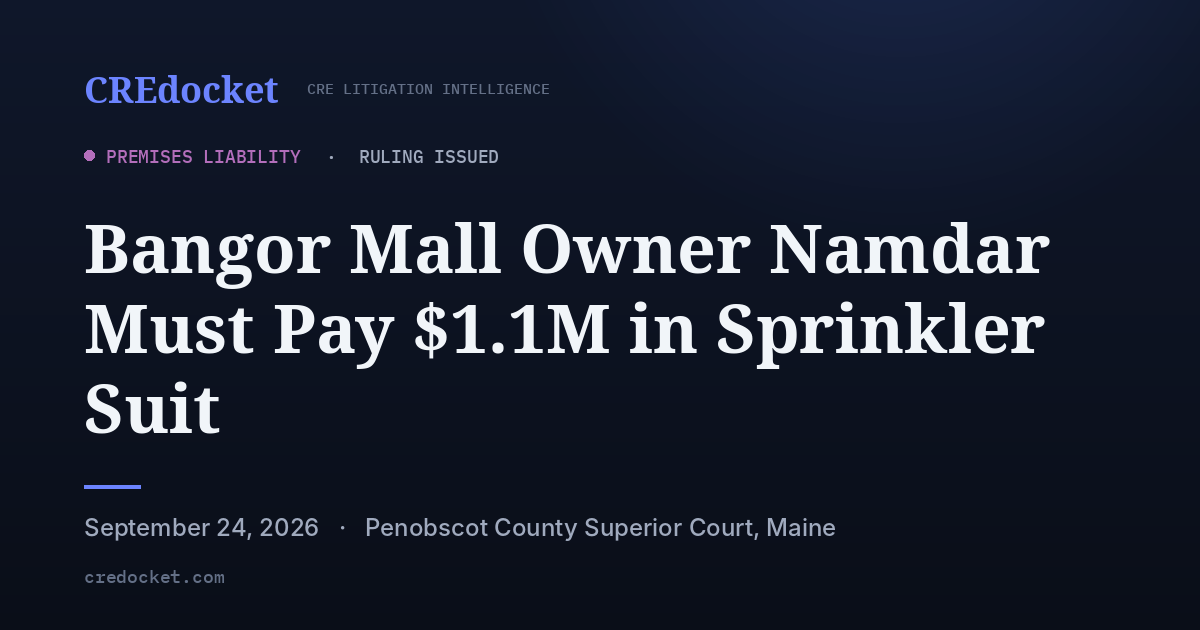 CREdocket CRE LITIGATION INTELLIGENCE
PREMISES LIABILITY · RULING ISSUED
Bangor Mall Owner Namdar
Must Pay $1.1M in Sprinkler
Suit
September 24, 2026 · Penobscot County Superior Court, Maine
credocket.com